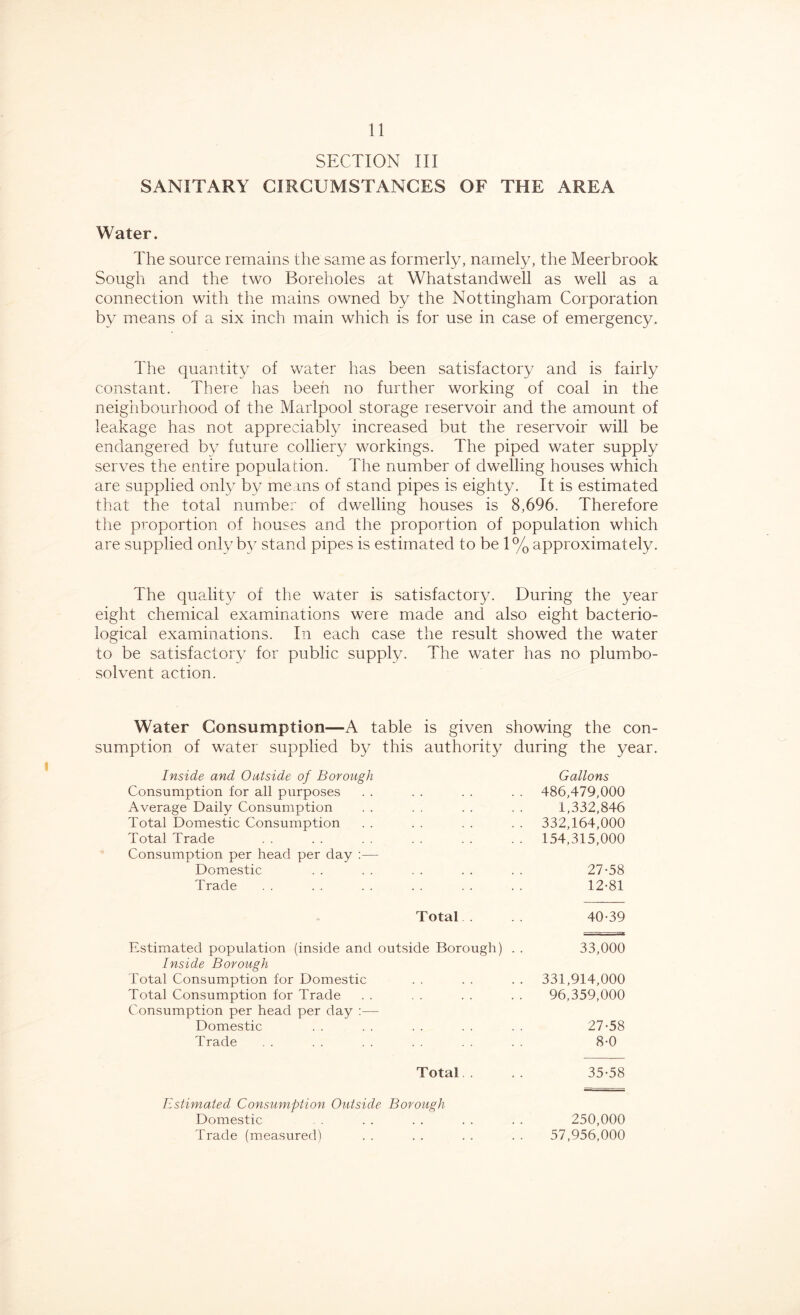 11
SECTION III
SANITARY CIRCUMSTANCES OF THE AREA
Water.
The source remains the same as formerly, namely, the Meerbrook
Sough and the two Boreholes at Whatstandwell as well as a
connection with the mains owned by the Nottingham Corporation
by means of a six inch main which is for use in case of emergency.
The quantity of water has been satisfactory and is fairly
constant. There has been no further working of coal in the
neighbourhood of the Marlpool storage reservoir and the amount of
leakage has not appreciably increased but the reservoir will be
endangered by future colliery workings. The piped water supply
serves the entire population. The number of dwelling houses which
are supplied only by means of stand pipes is eighty. It is estimated
that the total number of dwelling houses is 8,696. Therefore
the proportion of houses and the proportion of population which
are supplied only by stand pipes is estimated to be 1% approximately.
The quality of the water is satisfactory. During the year
eight chemical examinations were made and also eight bacterio-
logical examinations. In each case the result showed the water
to be satisfactory for public supply. The water has no plumbo-
solvent action.
Water Consumption—A table is given showing the con-
sumption of water supplied by this authority during the year.
Inside and Outside of Borough Gallons
Consumption for all purposes . . . . . . . . 486,479,000
Average Daily Consumption . . . . . . . . 1,332,846
Total Domestic Consumption . . . . . . . . 332,164,000
Total Trade . . . . . . . . . . . . 154,315,000
Consumption per head per day :—
Domestic . . . . . . . . . . 27·58
Trade . . . . . . . . . . . . 12·81
Total . . . . 40·39
Estimated population (inside and outside Borough) . . 33,000
Inside Borough
Total Consumption for Domestic . . . . . . 331,914,000
Total Consumption for Trade . . . . . . . . 96,359,000
Consumption per head per day :—
Domestic . . . . . . . . . . 27·58
Trade . . . . . . . . . . . . 8·0
Total . . . . 35·58
Estimated Consumption Outside Borough
Domestic . . . . . . . . . . 250,000
Trade (measured) . . . . . . . . 57,956,000